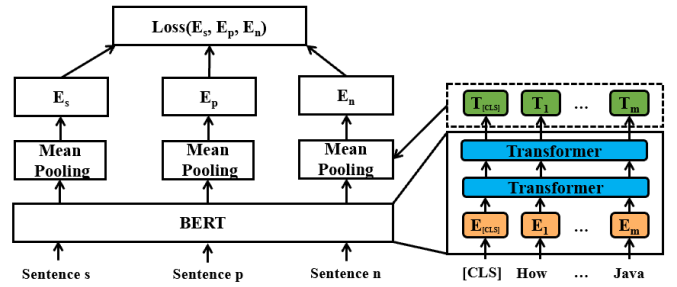 Loss(Es, Ep, En)
Es
Ep
En
Mean
Pooling
Mean
Pooling
Mean
Pooling
BERT
Sentence s
Sentence p
Sentence n
T[CLS] T1 ... Tm
Transformer
Transformer
E[CLS] E1 ... Em
[CLS] How ... Java